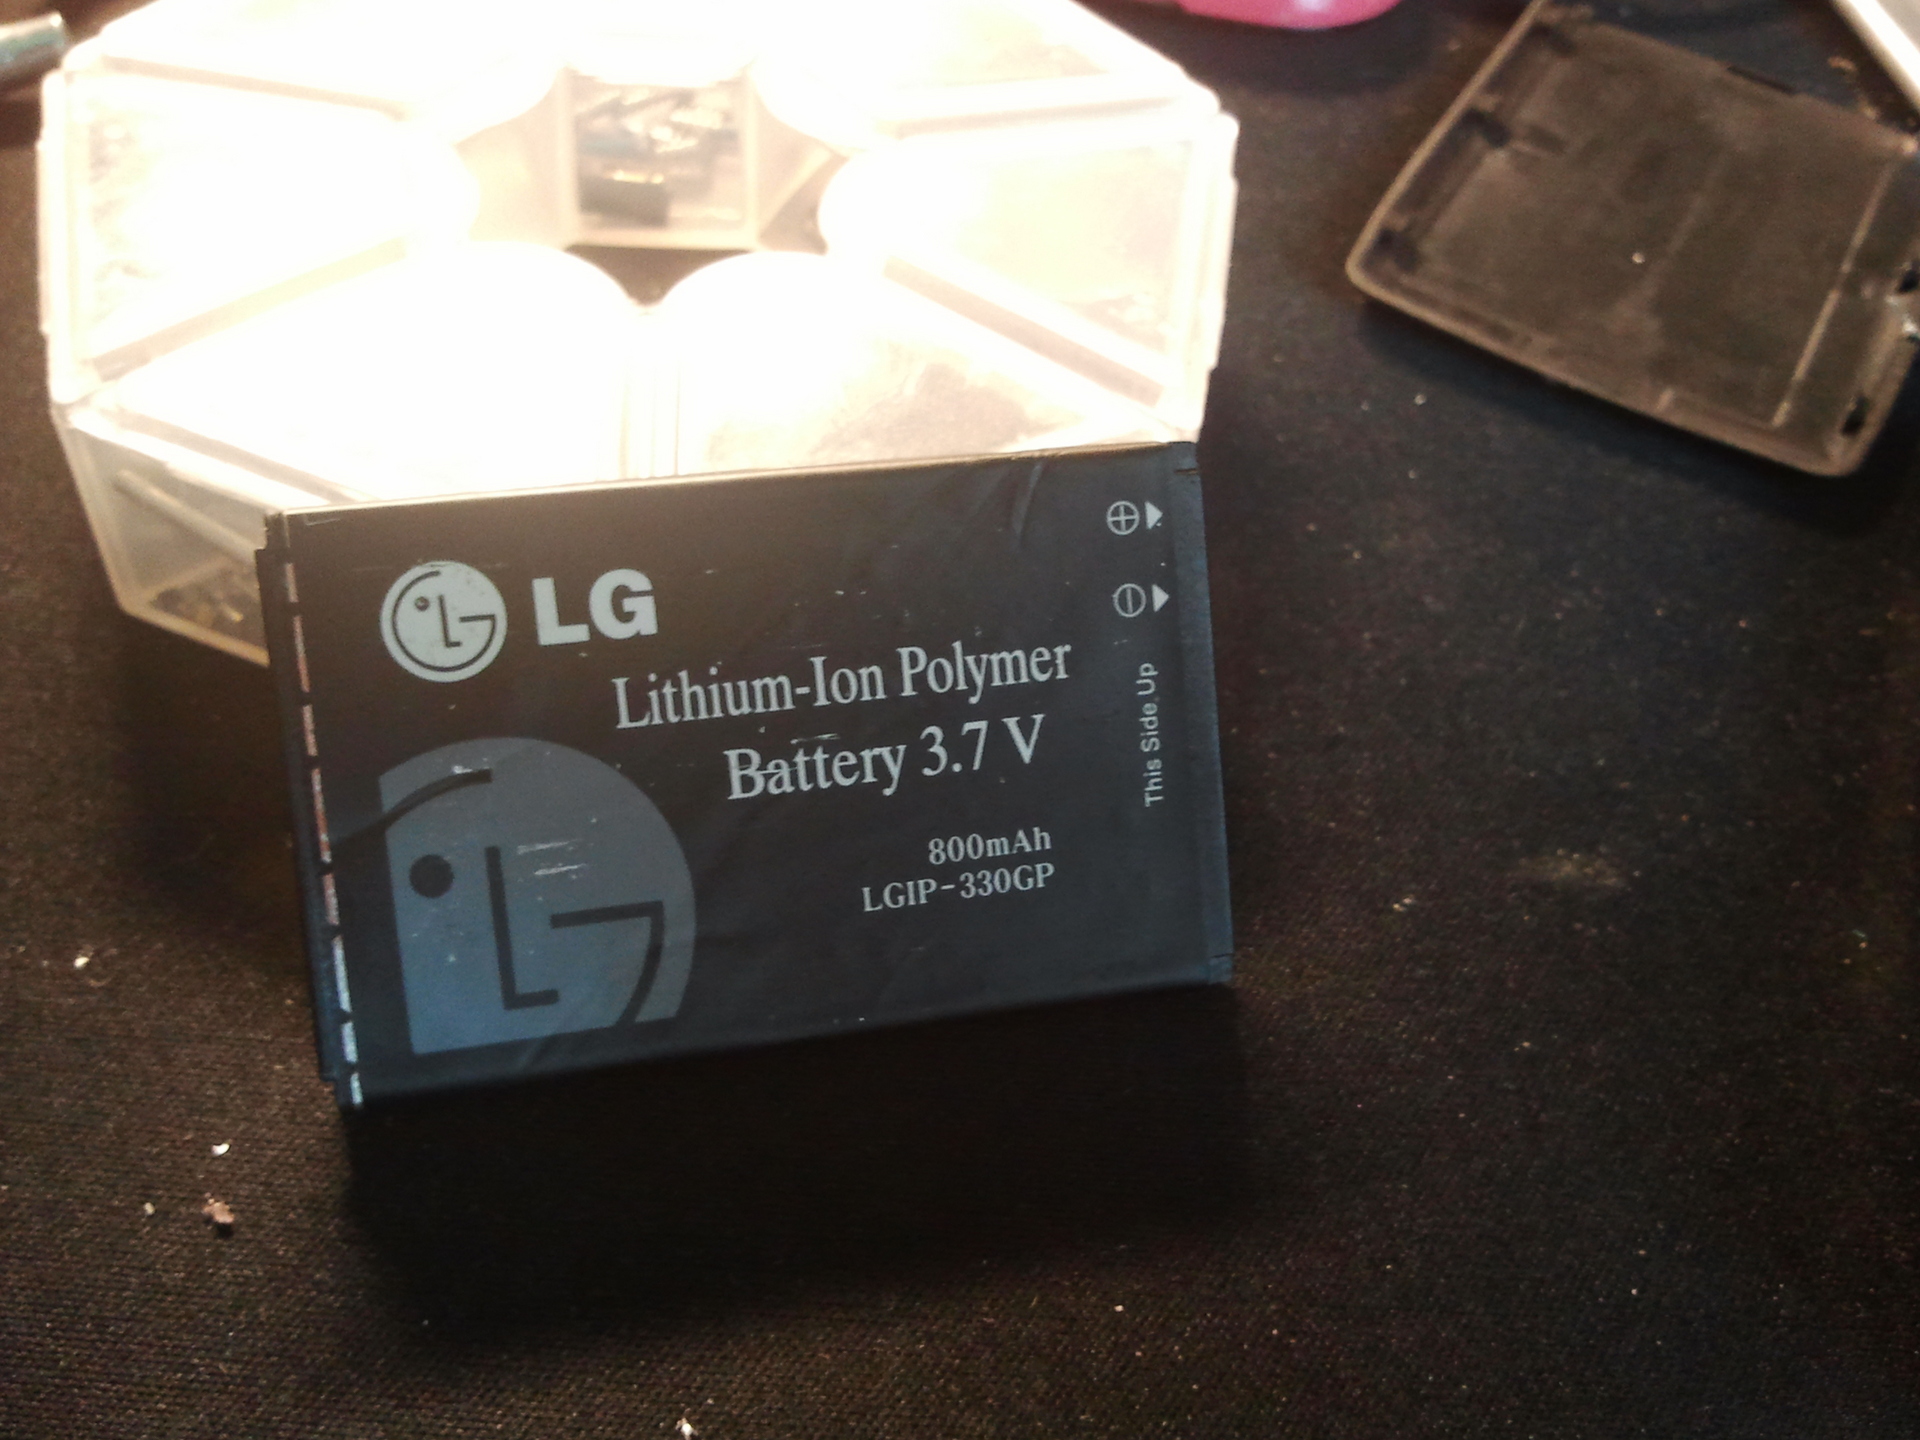 LG
Lithium-Ion Polymer
Battery 3.7 V
800mAh
LGIP-330GP
This Side Up